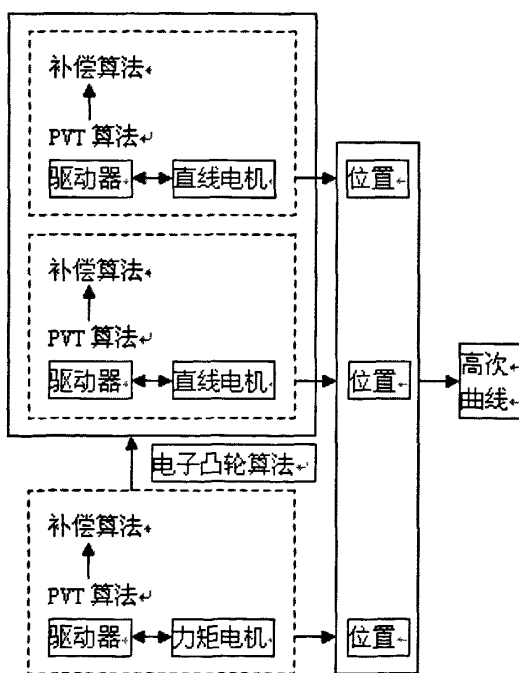 补偿算法
PVT 算法
驱动器 直线电机 位置
补偿算法
PVT 算法
驱动器 直线电机 位置
高次
曲线
电子凸轮算法
补偿算法
PVT 算法
驱动器 力矩电机 位置